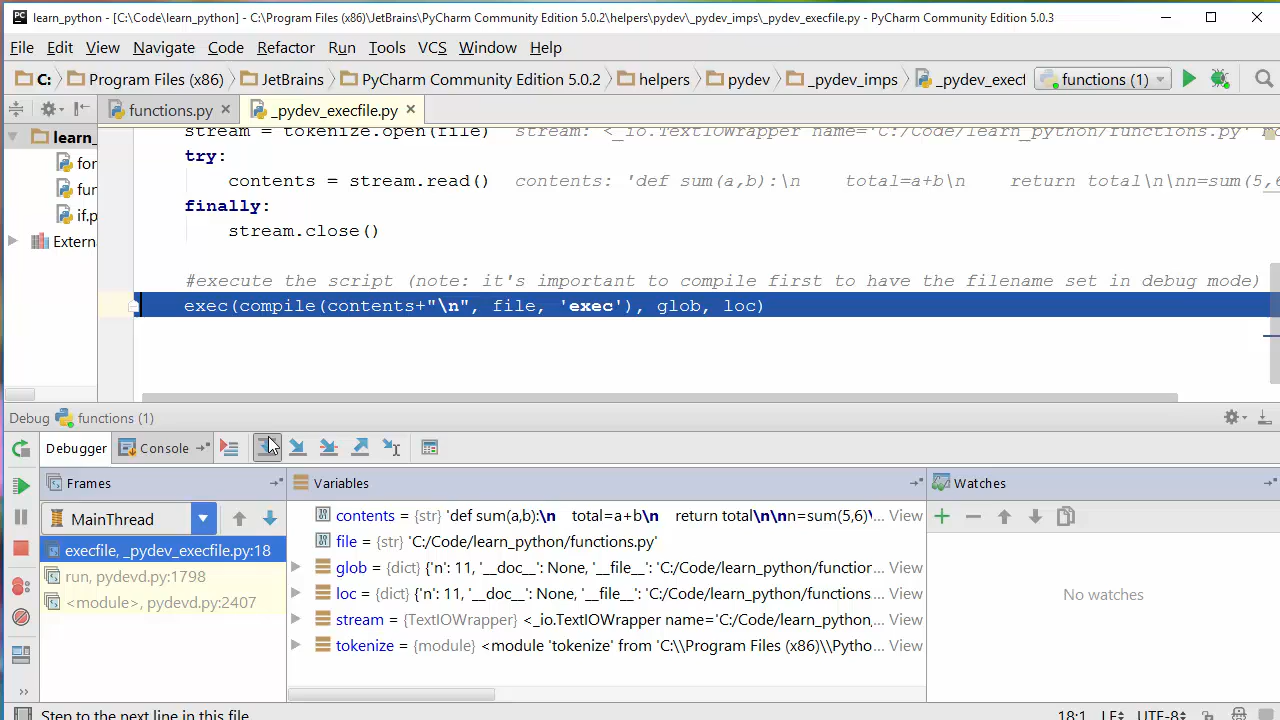 learn_python - [C:\Code\learn_python] - C:\Program Files (x86)\JetBrains\PyCharm Community Edition 5.0.2\helpers\pydev\_pydev_imps\_pydev_execfile.py - PyCharm Community Edition 5.0.3
File Edit View Navigate Code Refactor Run Tools VCS Window Help
C: Program Files (x86) JetBrains PyCharm Community Edition 5.0.2 helpers pydev _pydev_imps _pydev_exec functions (1)
functions.py _pydev_execfile.py
learn_
for
fun
if.p
Extern
stream = tokenize.open(file) stream: <_io.TextIOWrapper name='C:/Code/learn_python/functions.py'
try:
contents = stream.read() contents: 'def sum(a,b):\n    total=a+b\n    return total\n\nn=sum(5,6
finally:
stream.close()
#execute the script (note: it's important to compile first to have the filename set in debug mode)
exec(compile(contents+"\n", file, 'exec'), glob, loc)
Debug functions (1)
Debugger Console
Frames
MainThread
execfile, _pydev_execfile.py:18
run, pydevd.py:1798
<module>, pydevd.py:2407
Variables
contents = {str} 'def sum(a,b):\n    total=a+b\n    return total\n\nn=sum(5,6)\... View
file = {str} 'C:/Code/learn_python/functions.py'
glob = {dict} {'n': 11, '__doc__': None, '__file__': 'C:/Code/learn_python/function... View
loc = {dict} {'n': 11, '__doc__': None, '__file__': 'C:/Code/learn_python/functions... View
stream = {TextIOWrapper} <_io.TextIOWrapper name='C:/Code/learn_python/... View
tokenize = {module} <module 'tokenize' from 'C:\\Program Files (x86)\\Pytho... View
Watches
No watches
Step to the next line in this file
18:1 LF UTF-8